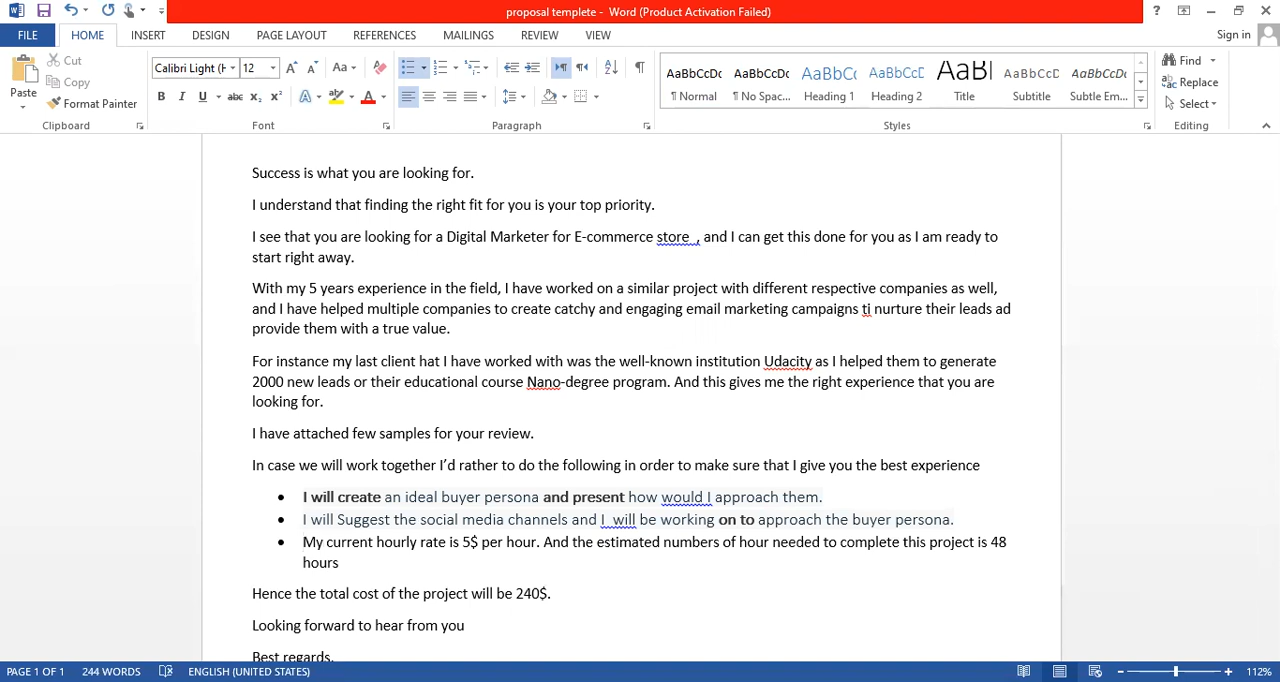 proposal templete - Word (Product Activation Failed)
FILE HOME INSERT DESIGN PAGE LAYOUT REFERENCES MAILINGS REVIEW VIEW Sign in
Paste Cut Copy Format Painter Clipboard
Calibri Light (H 12 Aa
B I U abc X₂ X² A ab A Font
Paragraph
AaBbCcDc AaBbCcDc AaBbCc AaBbCcD AaBl AaBbCcD AaBbCcDc
¶ Normal ¶ No Spac... Heading 1 Heading 2 Title Subtitle Subtle Em...
Styles
Find
Replace
Select
Editing
Success is what you are looking for.
I understand that finding the right fit for you is your top priority.
I see that you are looking for a Digital Marketer for E-commerce store , and I can get this done for you as I am ready to
start right away.
With my 5 years experience in the field, I have worked on a similar project with different respective companies as well,
and I have helped multiple companies to create catchy and engaging email marketing campaigns ti nurture their leads ad
provide them with a true value.
For instance my last client hat I have worked with was the well-known institution Udacity as I helped them to generate
2000 new leads or their educational course Nano-degree program. And this gives me the right experience that you are
looking for.
I have attached few samples for your review.
In case we will work together I'd rather to do the following in order to make sure that I give you the best experience
• I will create an ideal buyer persona and present how would I approach them.
• I will Suggest the social media channels and I will be working on to approach the buyer persona.
• My current hourly rate is 5$ per hour. And the estimated numbers of hour needed to complete this project is 48
hours
Hence the total cost of the project will be 240$.
Looking forward to hear from you
Best regards,
PAGE 1 OF 1 244 WORDS ENGLISH (UNITED STATES) 112%